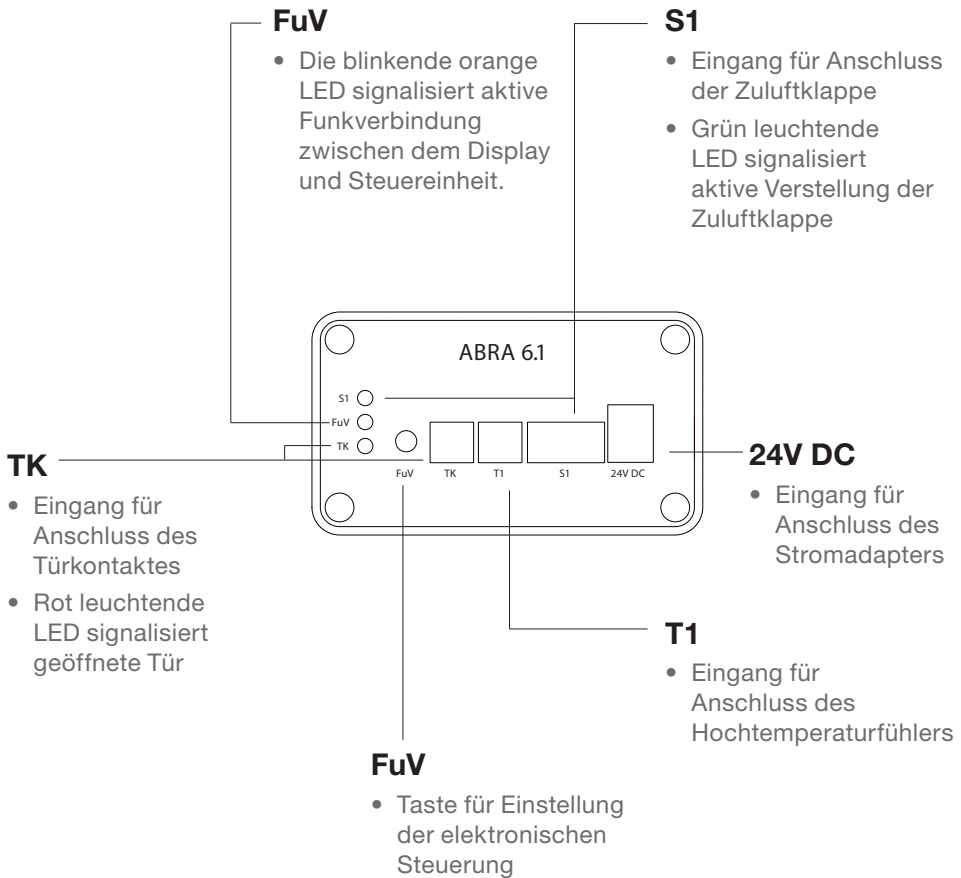 FuV
• Die blinkende orange
LED signalisiert aktive
Funkverbindung
zwischen dem Display
und Steuereinheit.
S1
• Eingang für Anschluss
der Zuluftklappe
• Grün leuchtende
LED signalisiert
aktive Verstellung der
Zuluftklappe
ABRA 6.1
S1
FuV
TK
FuV
TK
T1
S1
24V DC
TK
• Eingang für
Anschluss des
Türkontaktes
• Rot leuchtende
LED signalisiert
geöffnete Tür
24V DC
• Eingang für
Anschluss des
Stromadapters
T1
• Eingang für
Anschluss des
Hochtemperaturfühlers
FuV
• Taste für Einstellung
der elektronischen
Steuerung